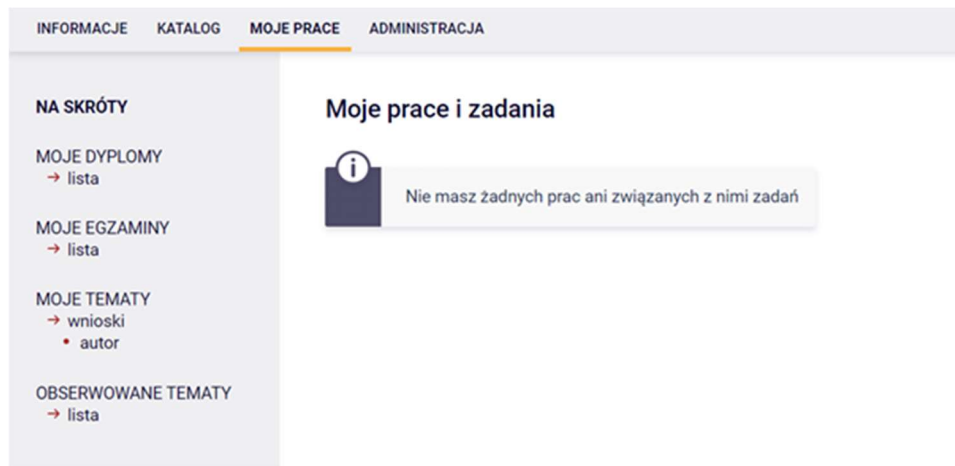 INFORMACJE KATALOG MOJE PRACE ADMINISTRACJA
NA SKRÓTY
MOJE DYPLOMY
→ lista
MOJE EGZAMINY
→ lista
MOJE TEMATY
→ wnioski
• autor
OBSERWOWANE TEMATY
→ lista
Moje prace i zadania
i
Nie masz żadnych prac ani związanych z nimi zadań